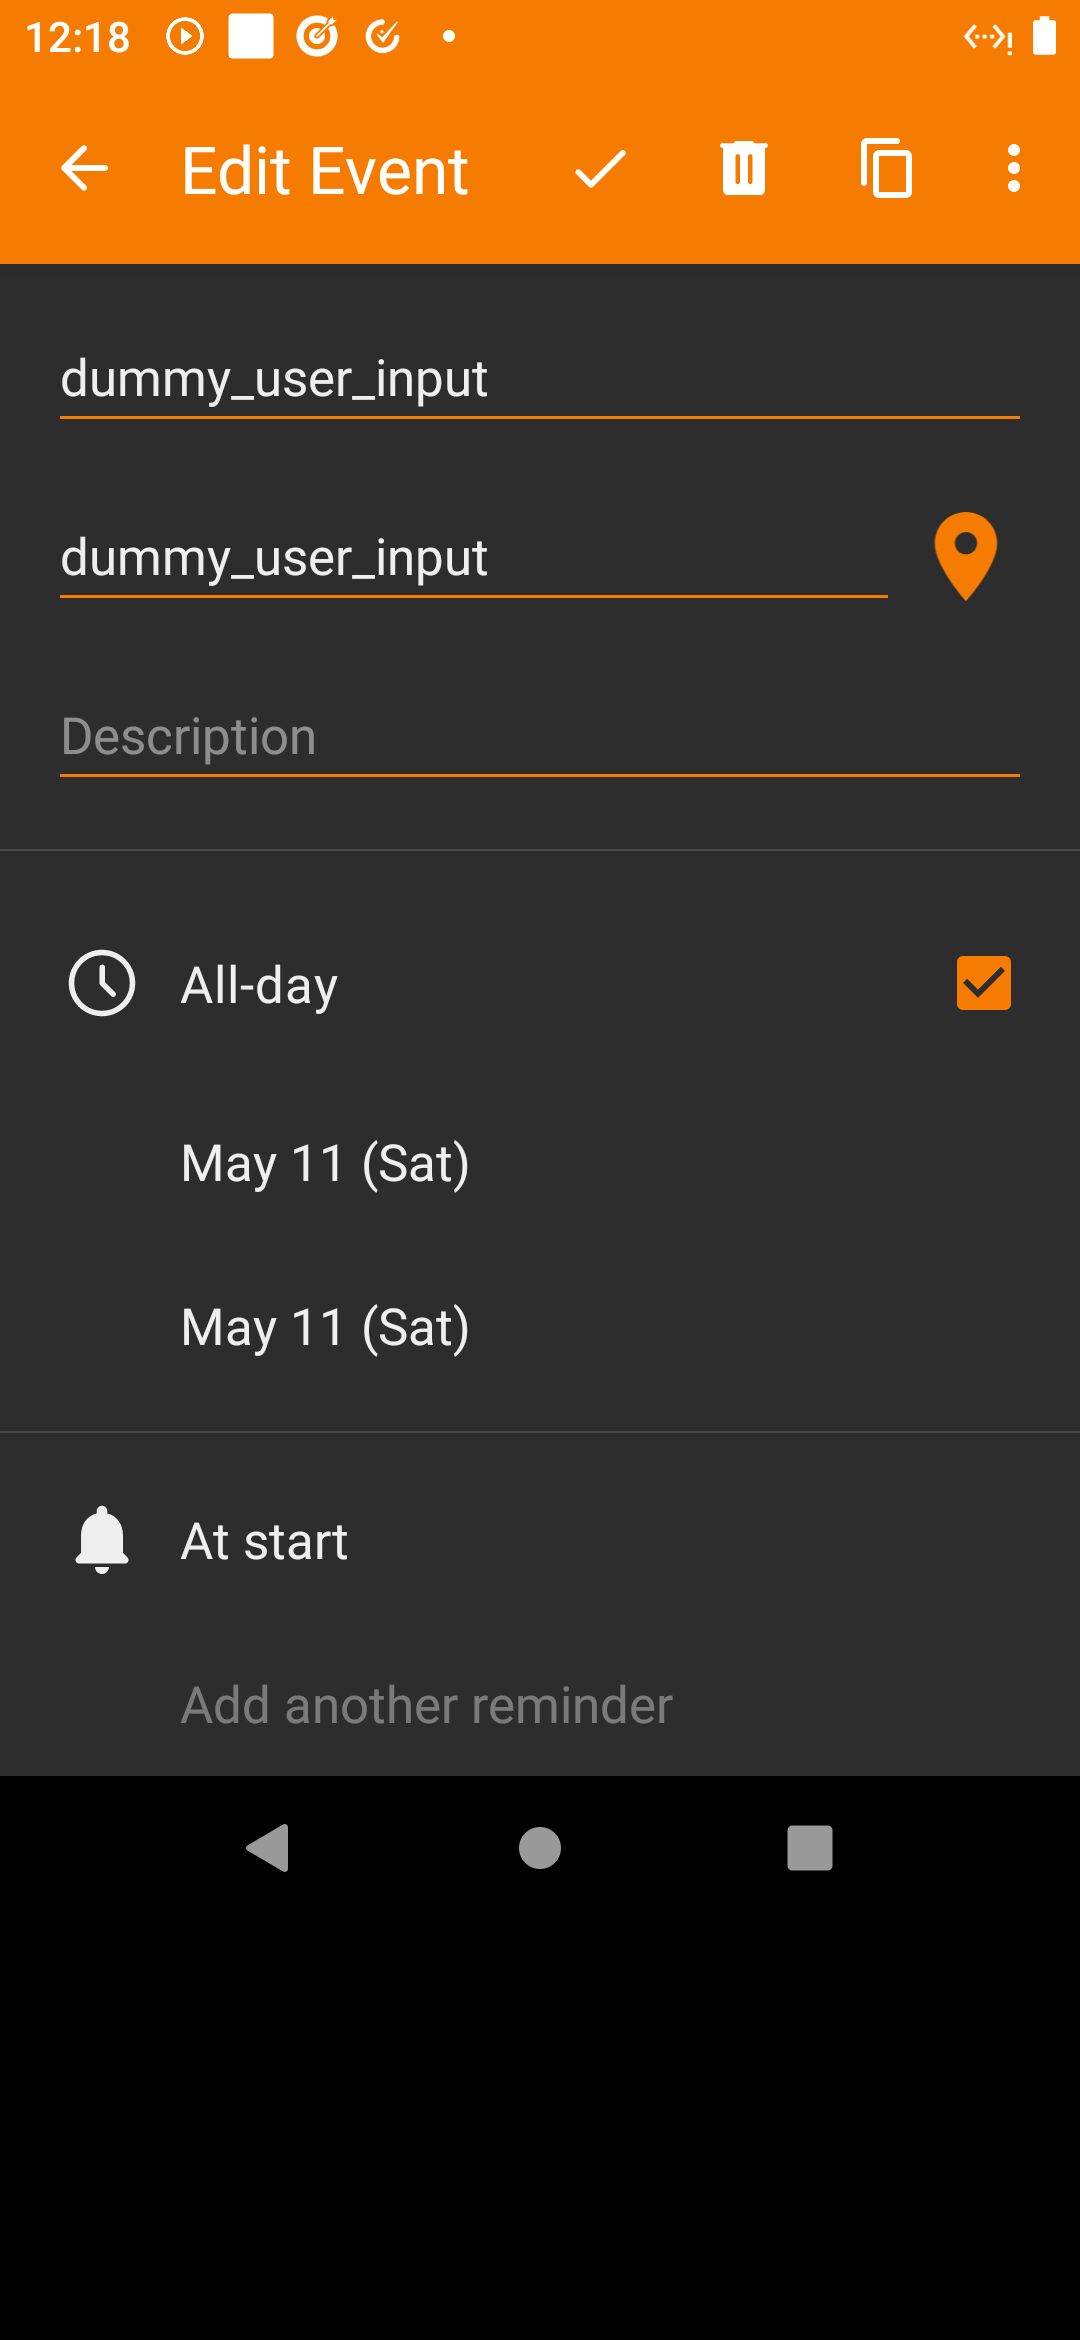 12:18
Edit Event
dummy_user_input
dummy_user_input
Description
All-day
May 11 (Sat)
May 11 (Sat)
At start
Add another reminder